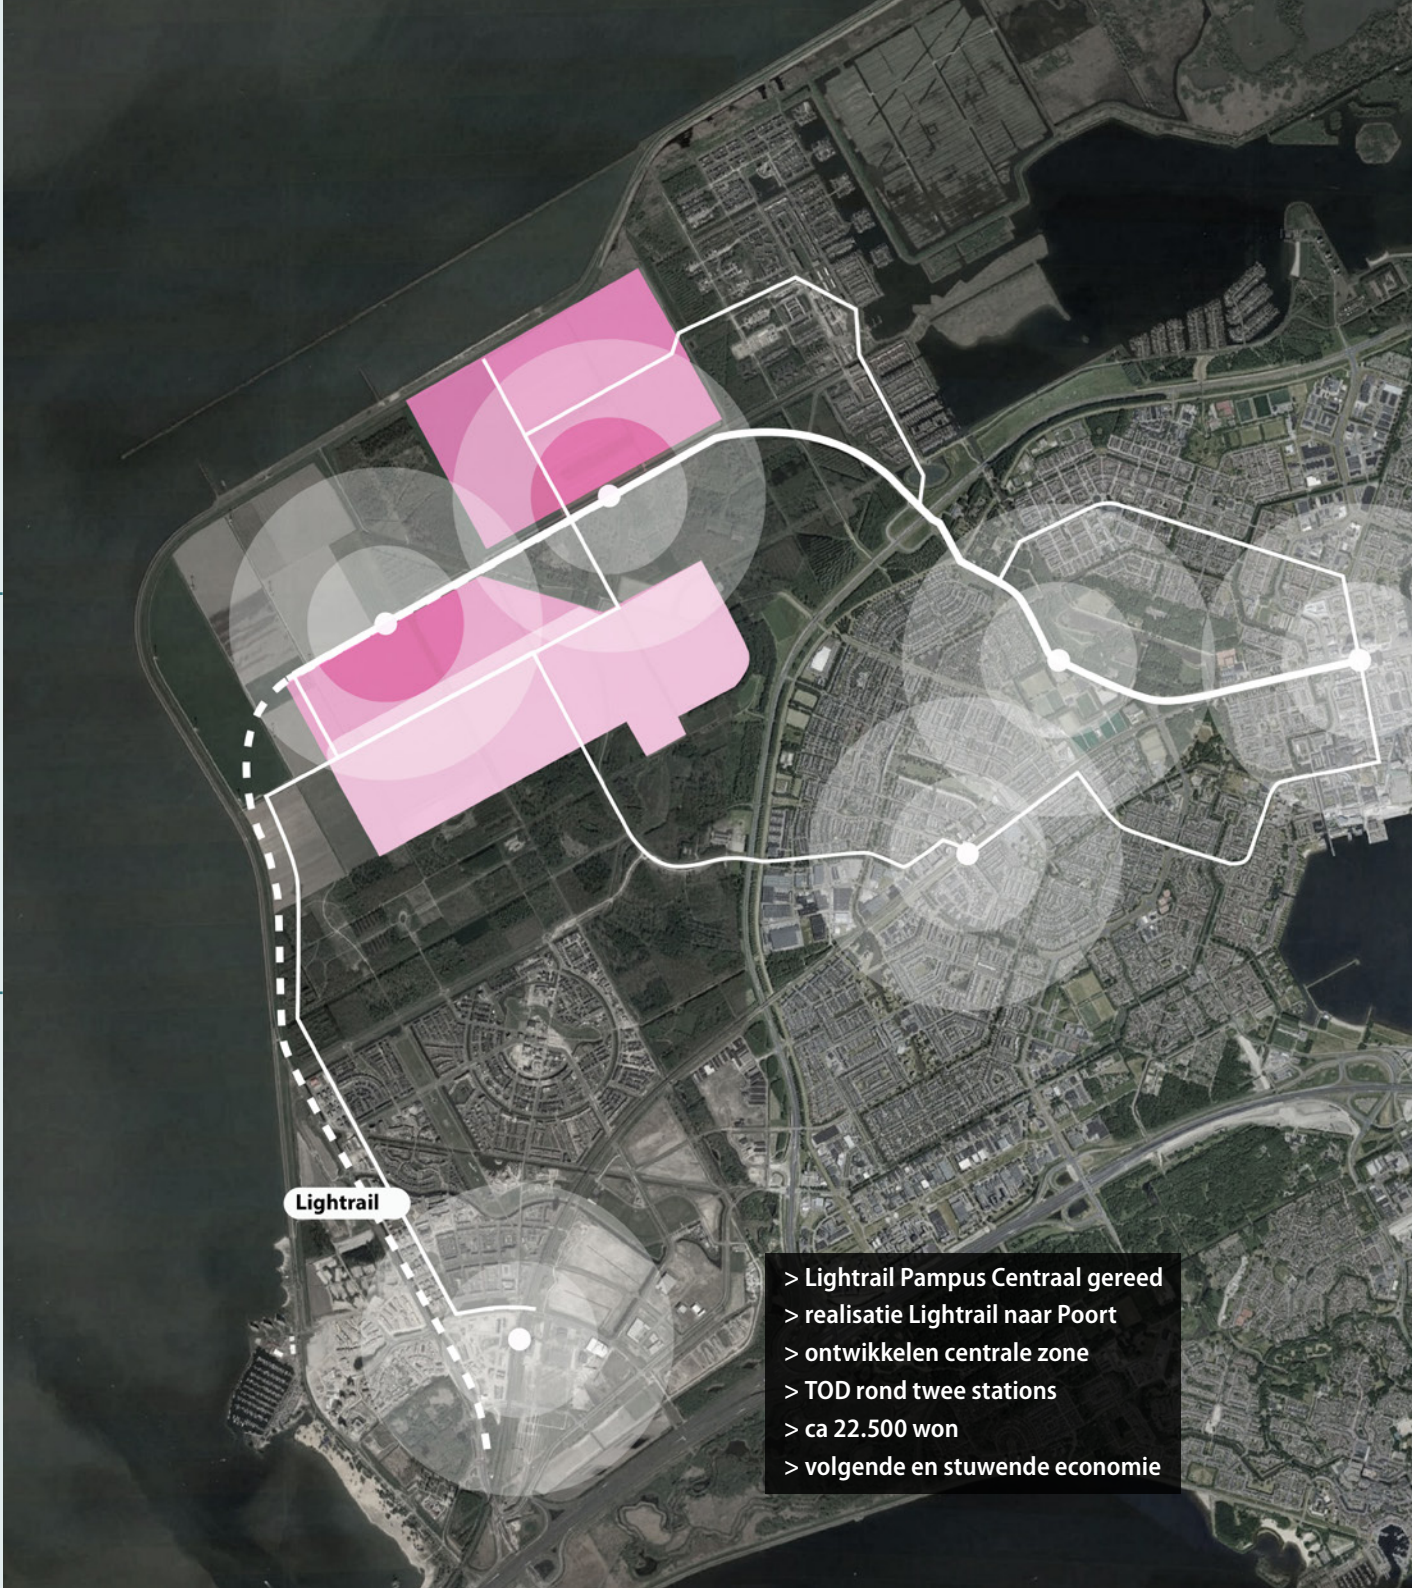 Lightrail
> Lightrail Pampus Centraal gereed
> realisatie Lightrail naar Poort
> ontwikkelen centrale zone
> TOD rond twee stations
> ca 22.500 won
> volgende en stuwende economie